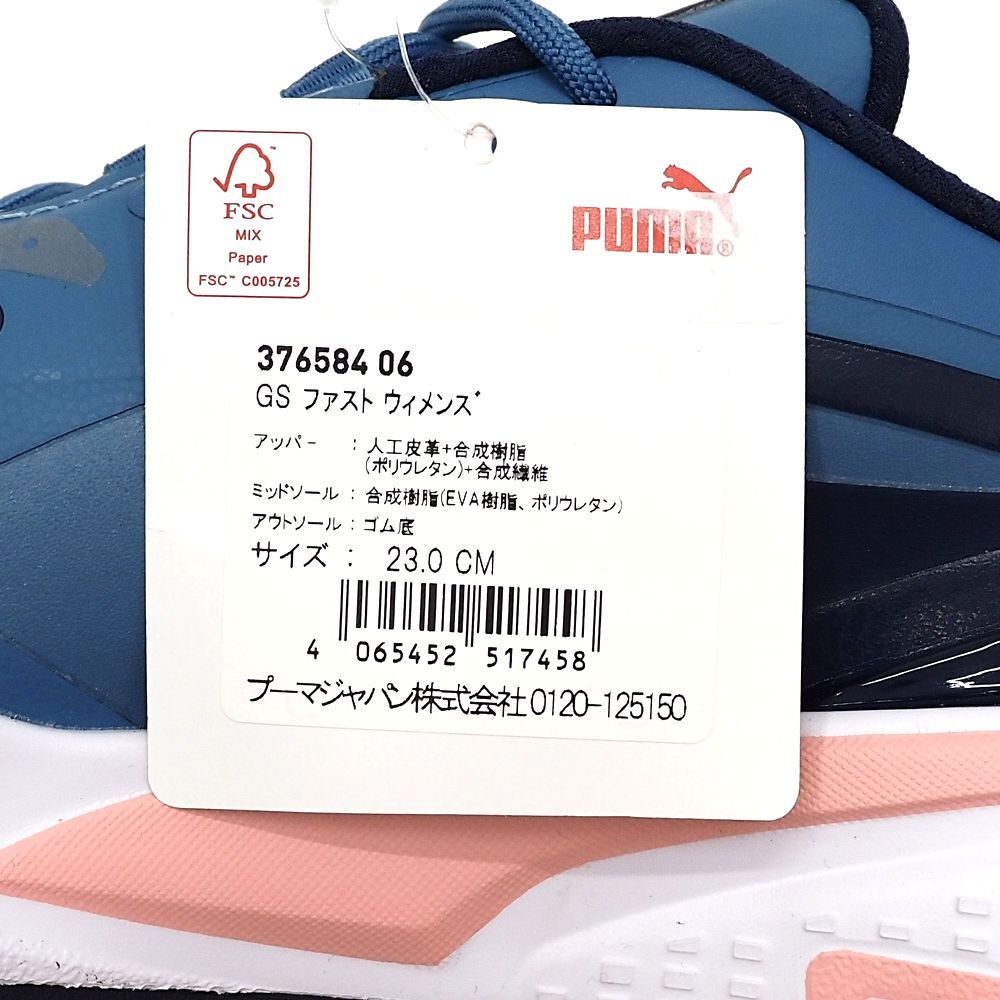 FSC™
MIX
Paper
FSC™ C005725
PUMA®
376584 06
GS ファスト ウィメンズ
アッパー : 人工皮革+合成樹脂
(ポリウレタン)+合成繊維
ミッドソール : 合成樹脂(EVA樹脂、ポリウレタン)
アウトソール : ゴム底
サイズ : 23.0 CM
4 065452 517458
プーマジャパン株式会社0120-125150